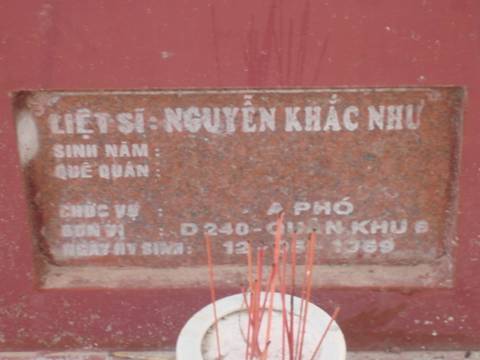 LIỆT SĨ: NGUYỄN KHẮC NHƯ
SINH NĂM :
QUÊ QUÁN :
CHỨC VỤ : A PHÓ
ĐƠN VỊ : D 240-QUÂN KHU 6
NGÀY HY SINH: 12 1969